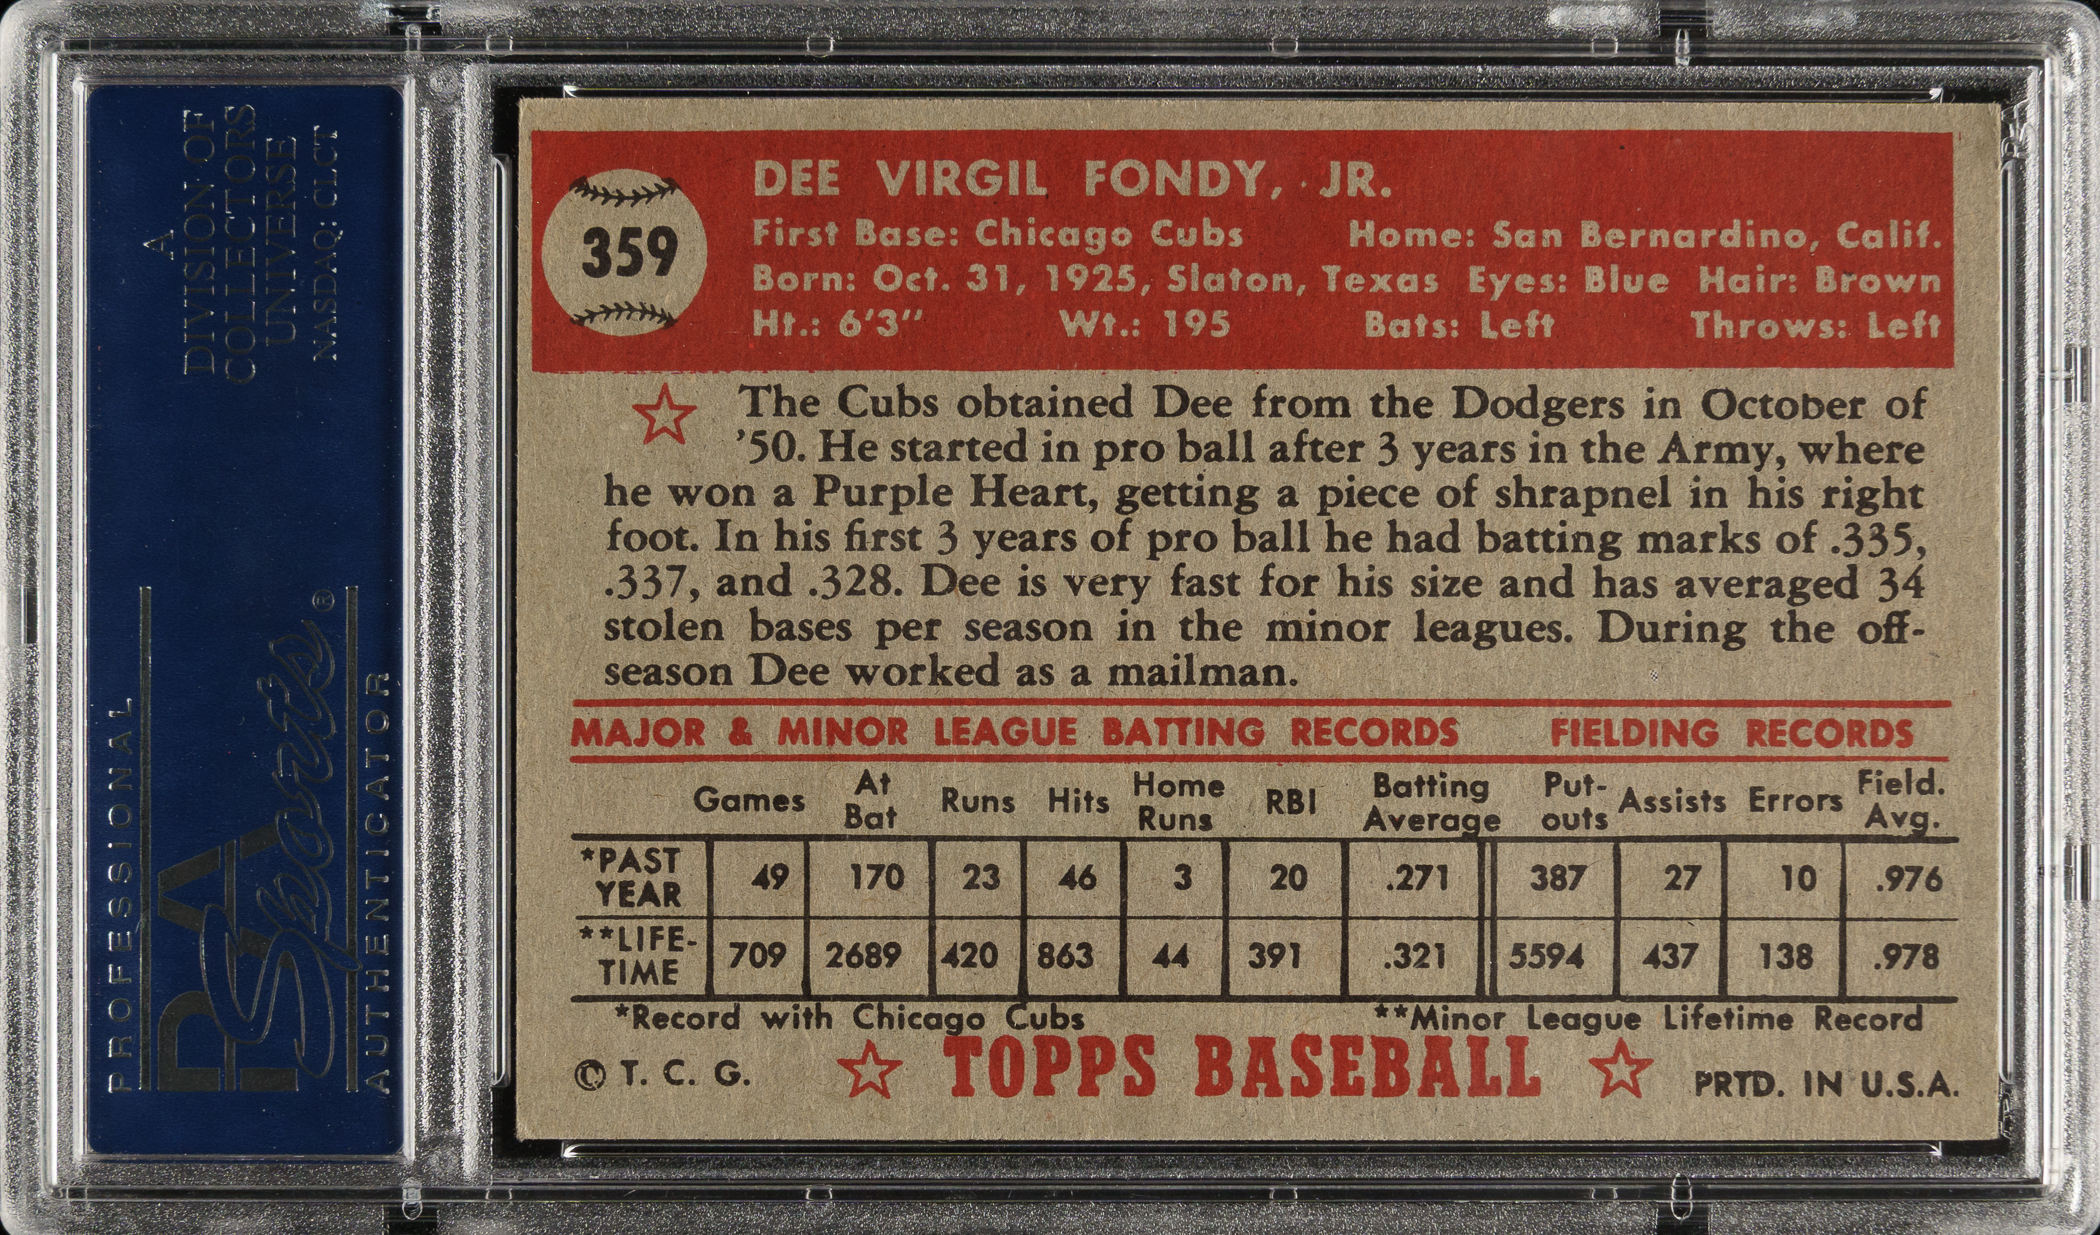 A
DIVISION OF
COLLECTORS
UNIVERSE
NASDAQ: CLCT
PROFESSIONAL
PSA
Sports®
AUTHENTICATOR
359
DEE VIRGIL FONDY, JR.
First Base: Chicago Cubs Home: San Bernardino, Calif.
Born: Oct. 31, 1925, Slaton, Texas Eyes: Blue Hair: Brown
Ht.: 6'3" Wt.: 195 Bats: Left Throws: Left
The Cubs obtained Dee from the Dodgers in October of
'50. He started in pro ball after 3 years in the Army, where
he won a Purple Heart, getting a piece of shrapnel in his right
foot. In his first 3 years of pro ball he had batting marks of .335,
.337, and .328. Dee is very fast for his size and has averaged 34
stolen bases per season in the minor leagues. During the off-
season Dee worked as a mailman.
MAJOR & MINOR LEAGUE BATTING RECORDS FIELDING RECORDS
Games At Bat Runs Hits Home Runs RBI Batting Average Put-outs Assists Errors Field. Avg.
*PAST YEAR 49 170 23 46 3 20 .271 387 27 10 .976
**LIFE-TIME 709 2689 420 863 44 391 .321 5594 437 138 .978
*Record with Chicago Cubs **Minor League Lifetime Record
© T. C. G. TOPPS BASEBALL PRTD. IN U.S.A.